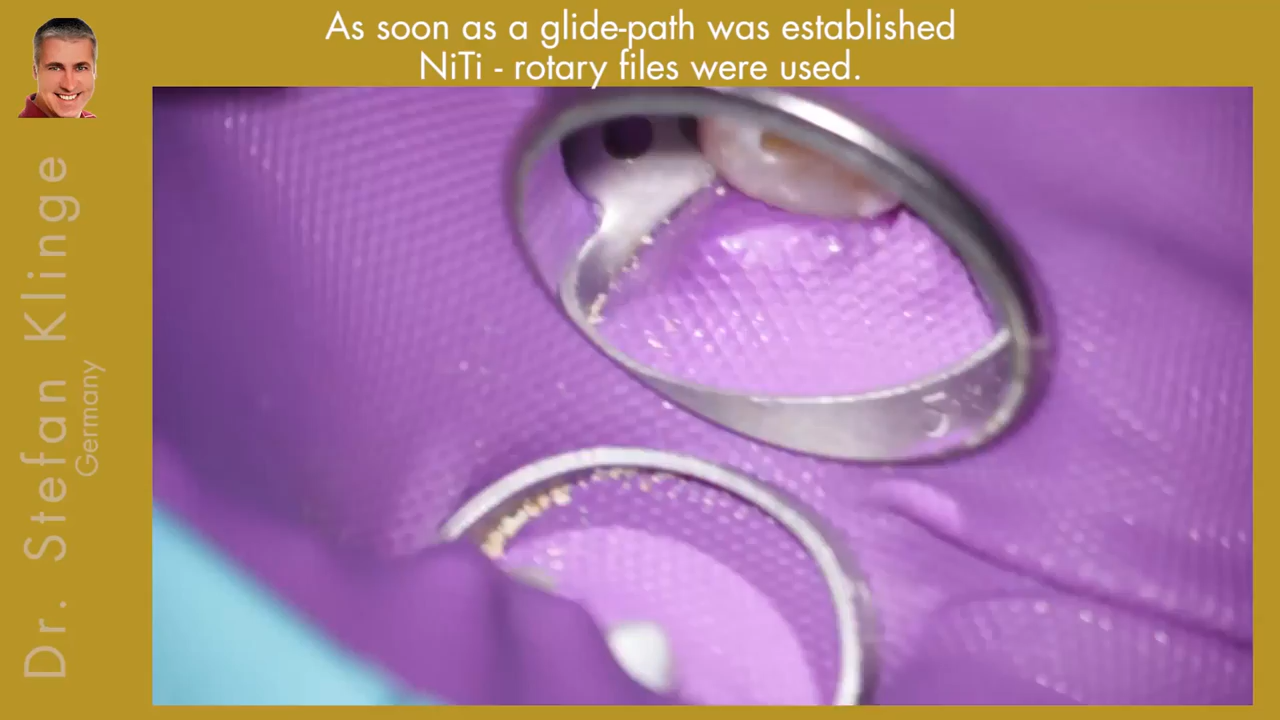 As soon as a glide-path was established
NiTi - rotary files were used.
Dr. Stefan Klinge
Germany